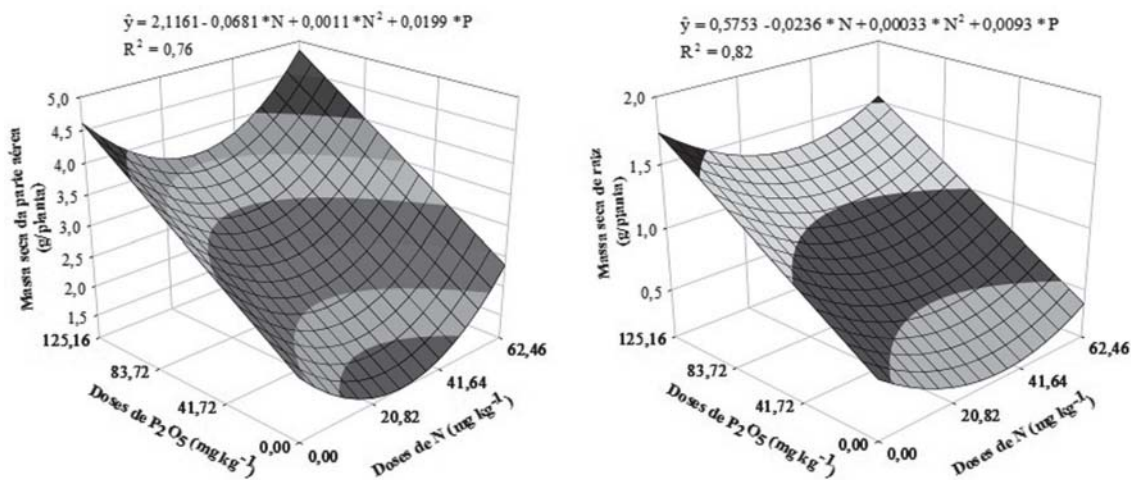 ŷ = 2,1161 - 0,0681 *N + 0,0011 *N² + 0,0199 *P
R² = 0,76
5,0
4,5
4,0
3,5
3,0
2,5
2,0
1,5
Massa seca da parte aérea
(g/planta)
125,16
83,72
41,72
0,00
Doses de P₂O₅ (mg kg⁻¹)
0,00
20,82
41,64
62,46
Doses de N (mg kg⁻¹)
ŷ = 0,5753 -0,0236 * N + 0,00033 * N² + 0,0093 *P
R² = 0,82
2,0
1,5
1,0
0,5
Massa seca de raiz
(g/planta)
125,16
83,72
41,72
0,00
Doses de P₂O₅ (mg kg⁻¹)
0,00
20,82
41,64
62,46
Doses de N (mg kg⁻¹)